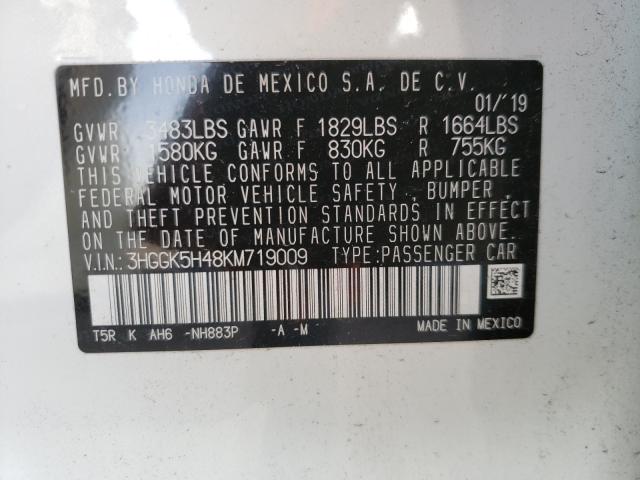 MFD. BY HONDA DE MEXICO S.A. DE C.V.
01/'19
GVWR 3483LBS GAWR F 1829LBS R 1664LBS
GVWR 1580KG GAWR F 830KG R 755KG
THIS VEHICLE CONFORMS TO ALL APPLICABLE
FEDERAL MOTOR VEHICLE SAFETY, BUMPER,
AND THEFT PREVENTION STANDARDS IN EFFECT
ON THE DATE OF MANUFACTURE SHOWN ABOVE.
V.I.N.: 3HGGK5H48KM719009 TYPE:PASSENGER CAR
T5R K AH6 -NH883P -A -M MADE IN MEXICO